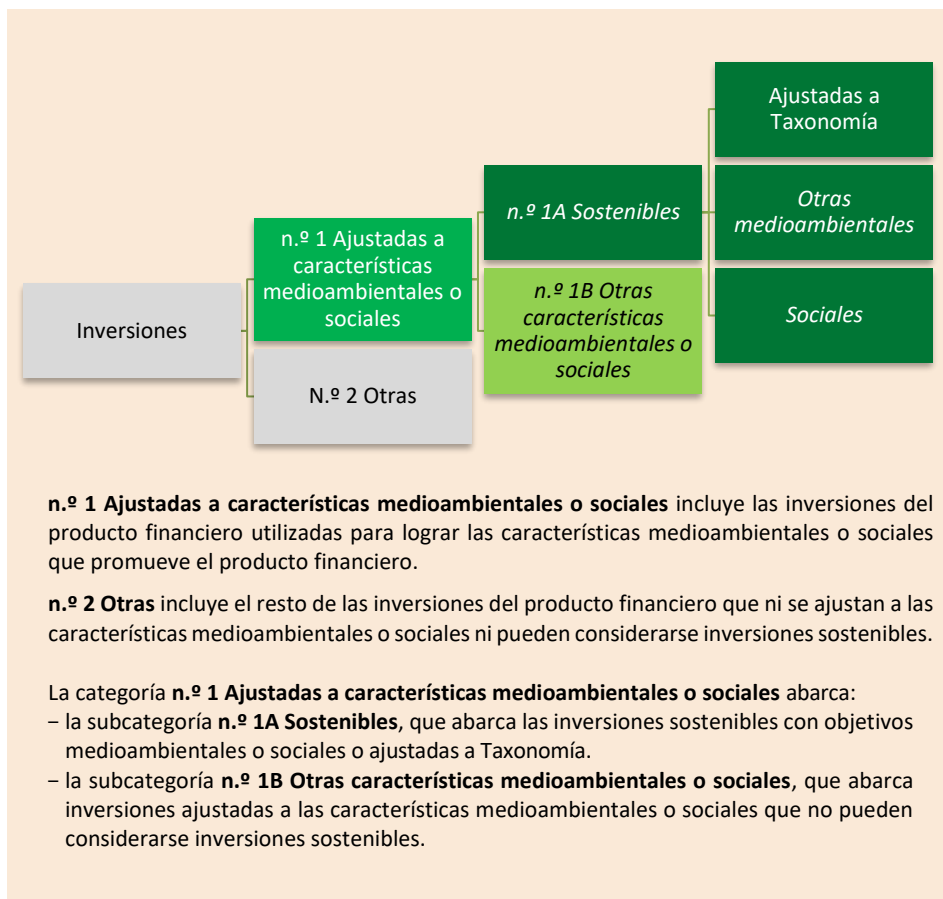 Ajustadas a
Taxonomía
n.º 1A Sostenibles
Otras
medioambientales
n.º 1 Ajustadas a
características
medioambientales o
sociales
n.º 1B Otras
características
medioambientales o
sociales
Sociales
Inversiones
N.º 2 Otras
n.º 1 Ajustadas a características medioambientales o sociales incluye las inversiones del
producto financiero utilizadas para lograr las características medioambientales o sociales
que promueve el producto financiero.
n.º 2 Otras incluye el resto de las inversiones del producto financiero que ni se ajustan a las
características medioambientales o sociales ni pueden considerarse inversiones sostenibles.
La categoría n.º 1 Ajustadas a características medioambientales o sociales abarca:
– la subcategoría n.º 1A Sostenibles, que abarca las inversiones sostenibles con objetivos
medioambientales o sociales o ajustadas a Taxonomía.
– la subcategoría n.º 1B Otras características medioambientales o sociales, que abarca
inversiones ajustadas a las características medioambientales o sociales que no pueden
considerarse inversiones sostenibles.